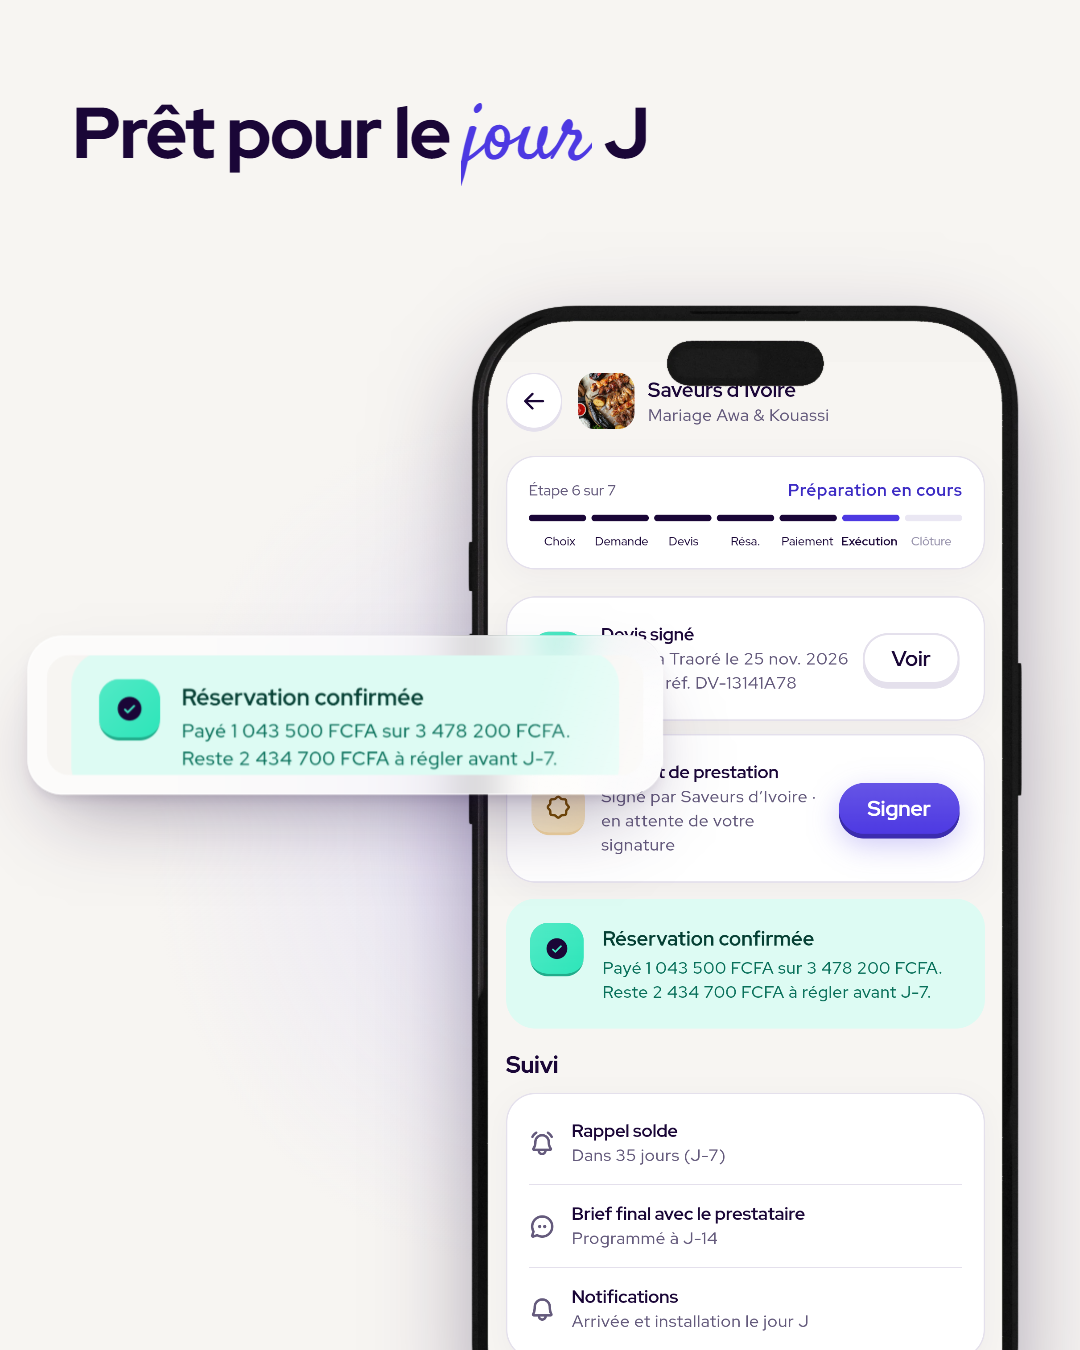 Prêt pour le jour J
Saveurs d'Ivoire
Mariage Awa & Kouassi
Étape 6 sur 7
Préparation en cours
Choix Demande Devis Résa. Paiement Exécution Clôture
Devis signé
Traoré le 25 nov. 2026
réf. DV-13141A78
Voir
Réservation confirmée
Payé 1 043 500 FCFA sur 3 478 200 FCFA.
Reste 2 434 700 FCFA à régler avant J-7.
de prestation
Signé par Saveurs d'Ivoire ·
en attente de votre
signature
Signer
Réservation confirmée
Payé 1 043 500 FCFA sur 3 478 200 FCFA.
Reste 2 434 700 FCFA à régler avant J-7.
Suivi
Rappel solde
Dans 35 jours (J-7)
Brief final avec le prestataire
Programmé à J-14
Notifications
Arrivée et installation le jour J